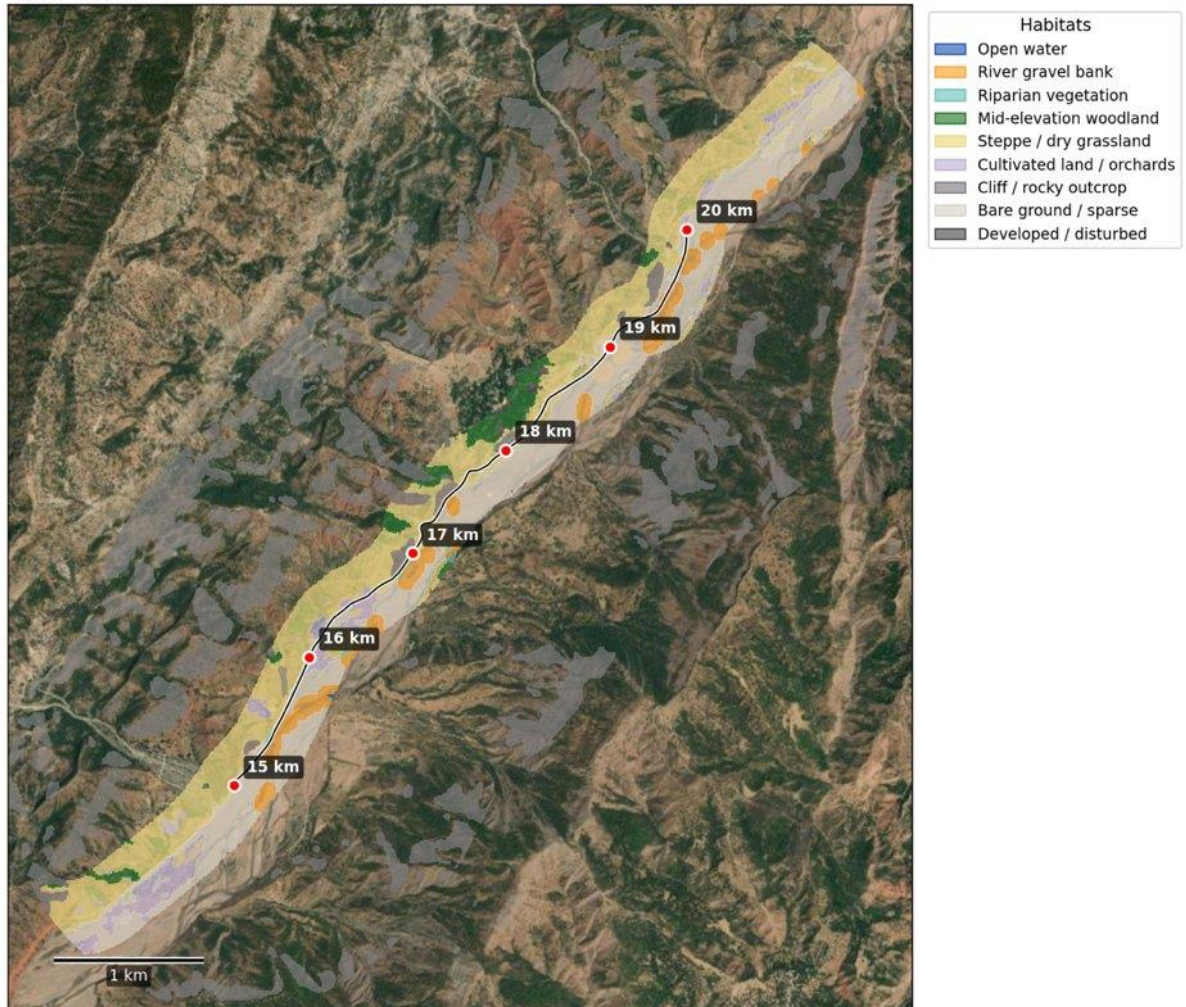 Habitats
Open water
River gravel bank
Riparian vegetation
Mid-elevation woodland
Steppe / dry grassland
Cultivated land / orchards
Cliff / rocky outcrop
Bare ground / sparse
Developed / disturbed
20 km
19 km
18 km
17 km
16 km
15 km
1 km